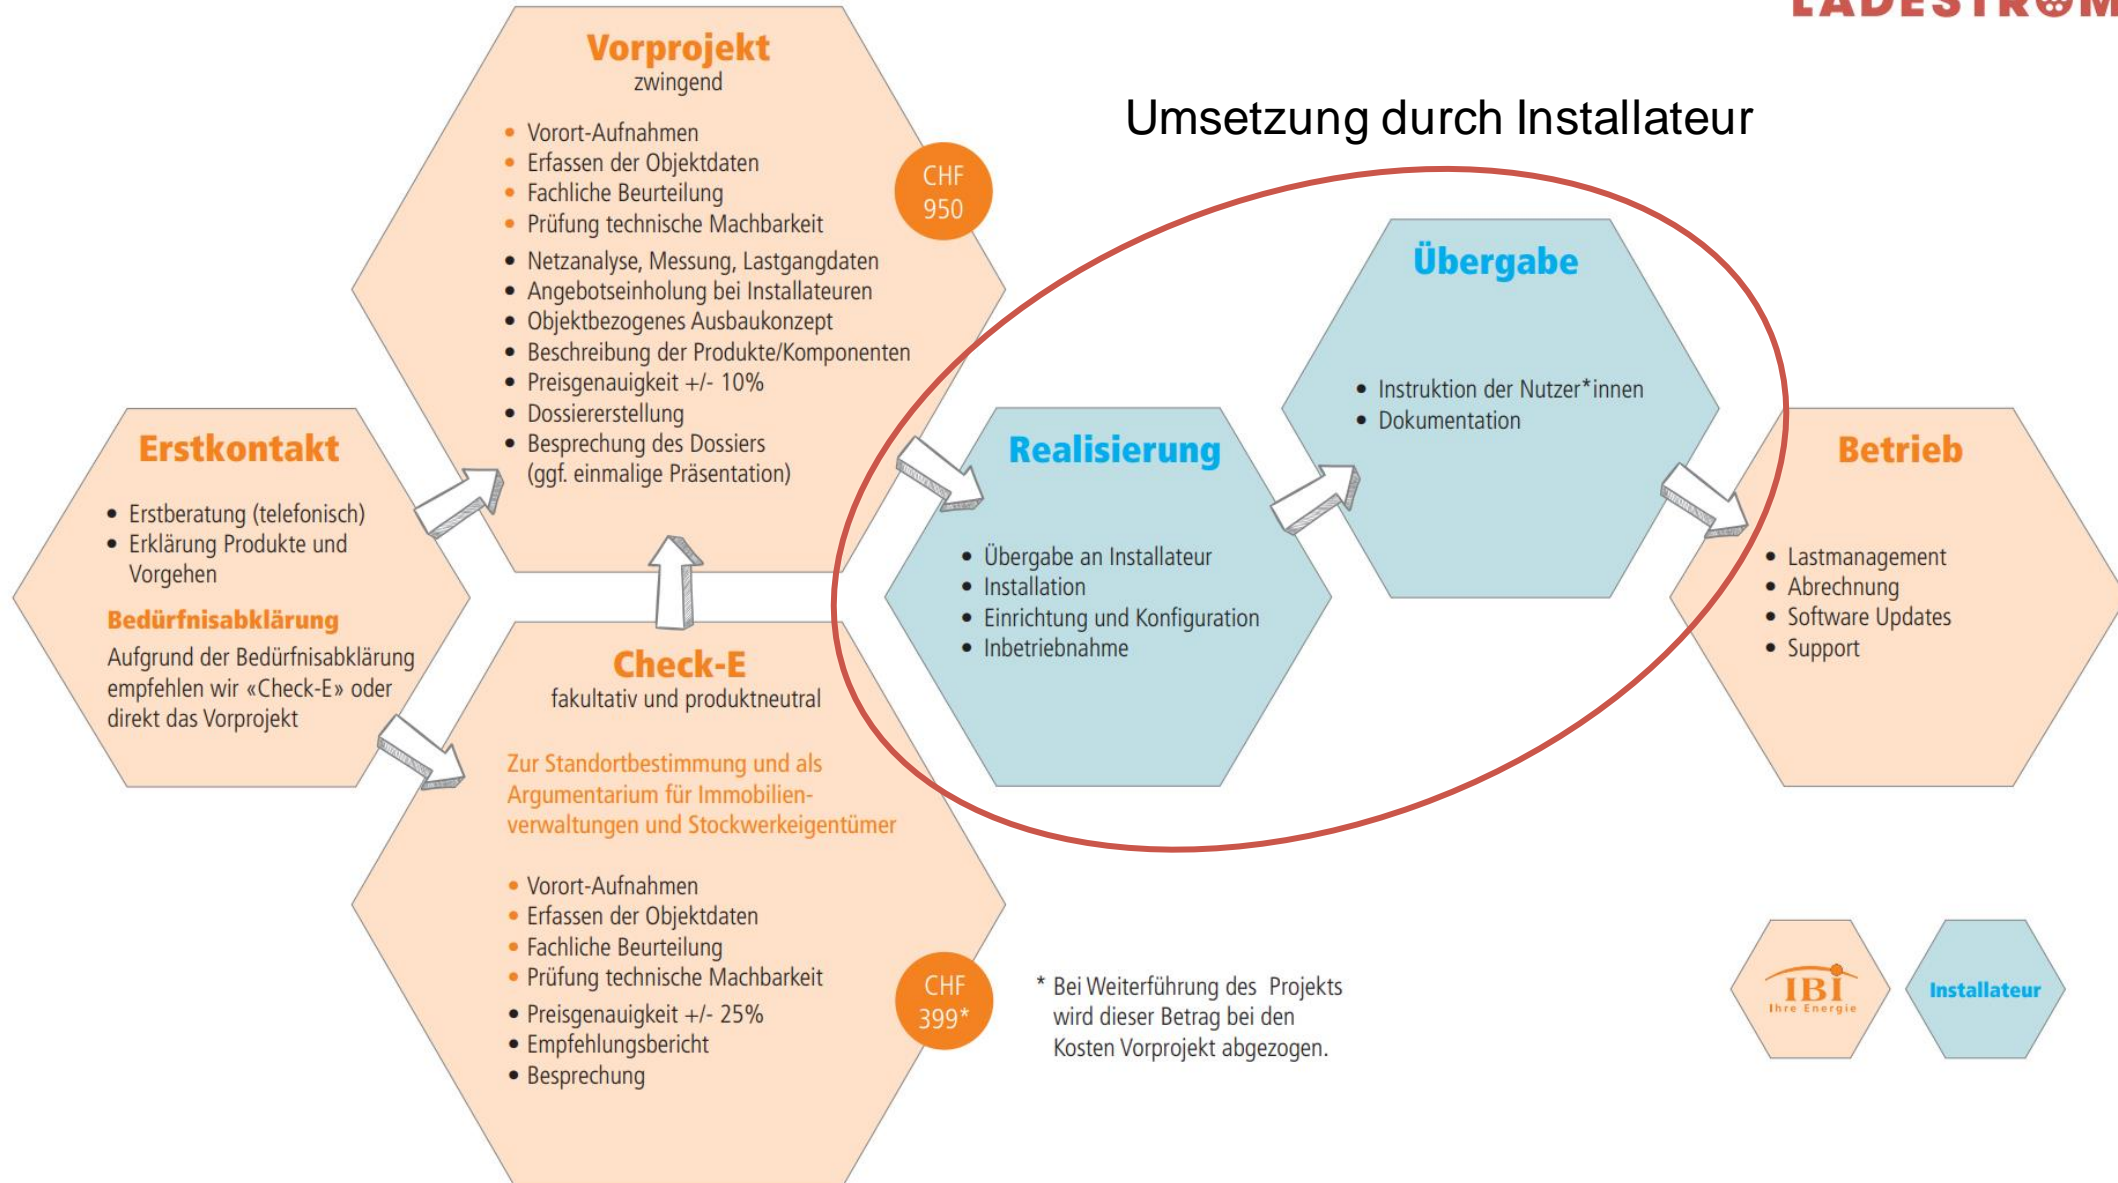 LADESTROM
Vorprojekt
zwingend
• Vorort-Aufnahmen
• Erfassen der Objektdaten
• Fachliche Beurteilung
• Prüfung technische Machbarkeit
• Netzanalyse, Messung, Lastgangdaten
• Angebotseinholung bei Installateuren
• Objektbezogenes Ausbaukonzept
• Beschreibung der Produkte/Komponenten
• Preisgenauigkeit +/- 10%
• Dossiererstellung
• Besprechung des Dossiers
(ggf. einmalige Präsentation)
CHF
950
Umsetzung durch Installateur
Erstkontakt
• Erstberatung (telefonisch)
• Erklärung Produkte und
Vorgehen
Bedürfnisabklärung
Aufgrund der Bedürfnisabklärung
empfehlen wir «Check-E» oder
direkt das Vorprojekt
Check-E
fakultativ und produktneutral
Zur Standortbestimmung und als
Argumentarium für Immobilien-
verwaltungen und Stockwerkeigentümer
• Vorort-Aufnahmen
• Erfassen der Objektdaten
• Fachliche Beurteilung
• Prüfung technische Machbarkeit
• Preisgenauigkeit +/- 25%
• Empfehlungsbericht
• Besprechung
CHF
399*
Realisierung
• Übergabe an Installateur
• Installation
• Einrichtung und Konfiguration
• Inbetriebnahme
Übergabe
• Instruktion der Nutzer*innen
• Dokumentation
Betrieb
• Lastmanagement
• Abrechnung
• Software Updates
• Support
* Bei Weiterführung des Projekts
wird dieser Betrag bei den
Kosten Vorprojekt abgezogen.
IBI
Ihre Energie
Installateur